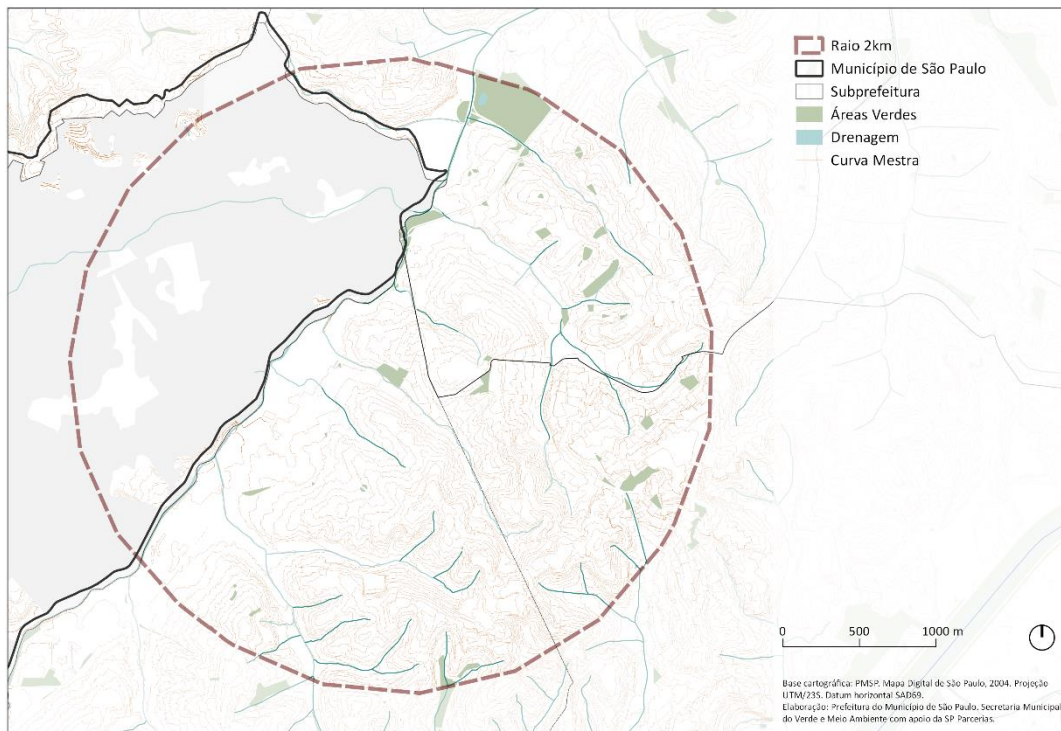 Raio 2km
Município de São Paulo
Subprefeitura
Áreas Verdes
Drenagem
Curva Mestra
0 500 1000 m
Base cartográfica: PMSP. Mapa Digital de São Paulo, 2004. Projeção
UTM/23S. Datum horizontal SAD69.
Elaboração: Prefeitura do Município de São Paulo. Secretaria Municipal
do Verde e Meio Ambiente com apoio da SP Parcerias.